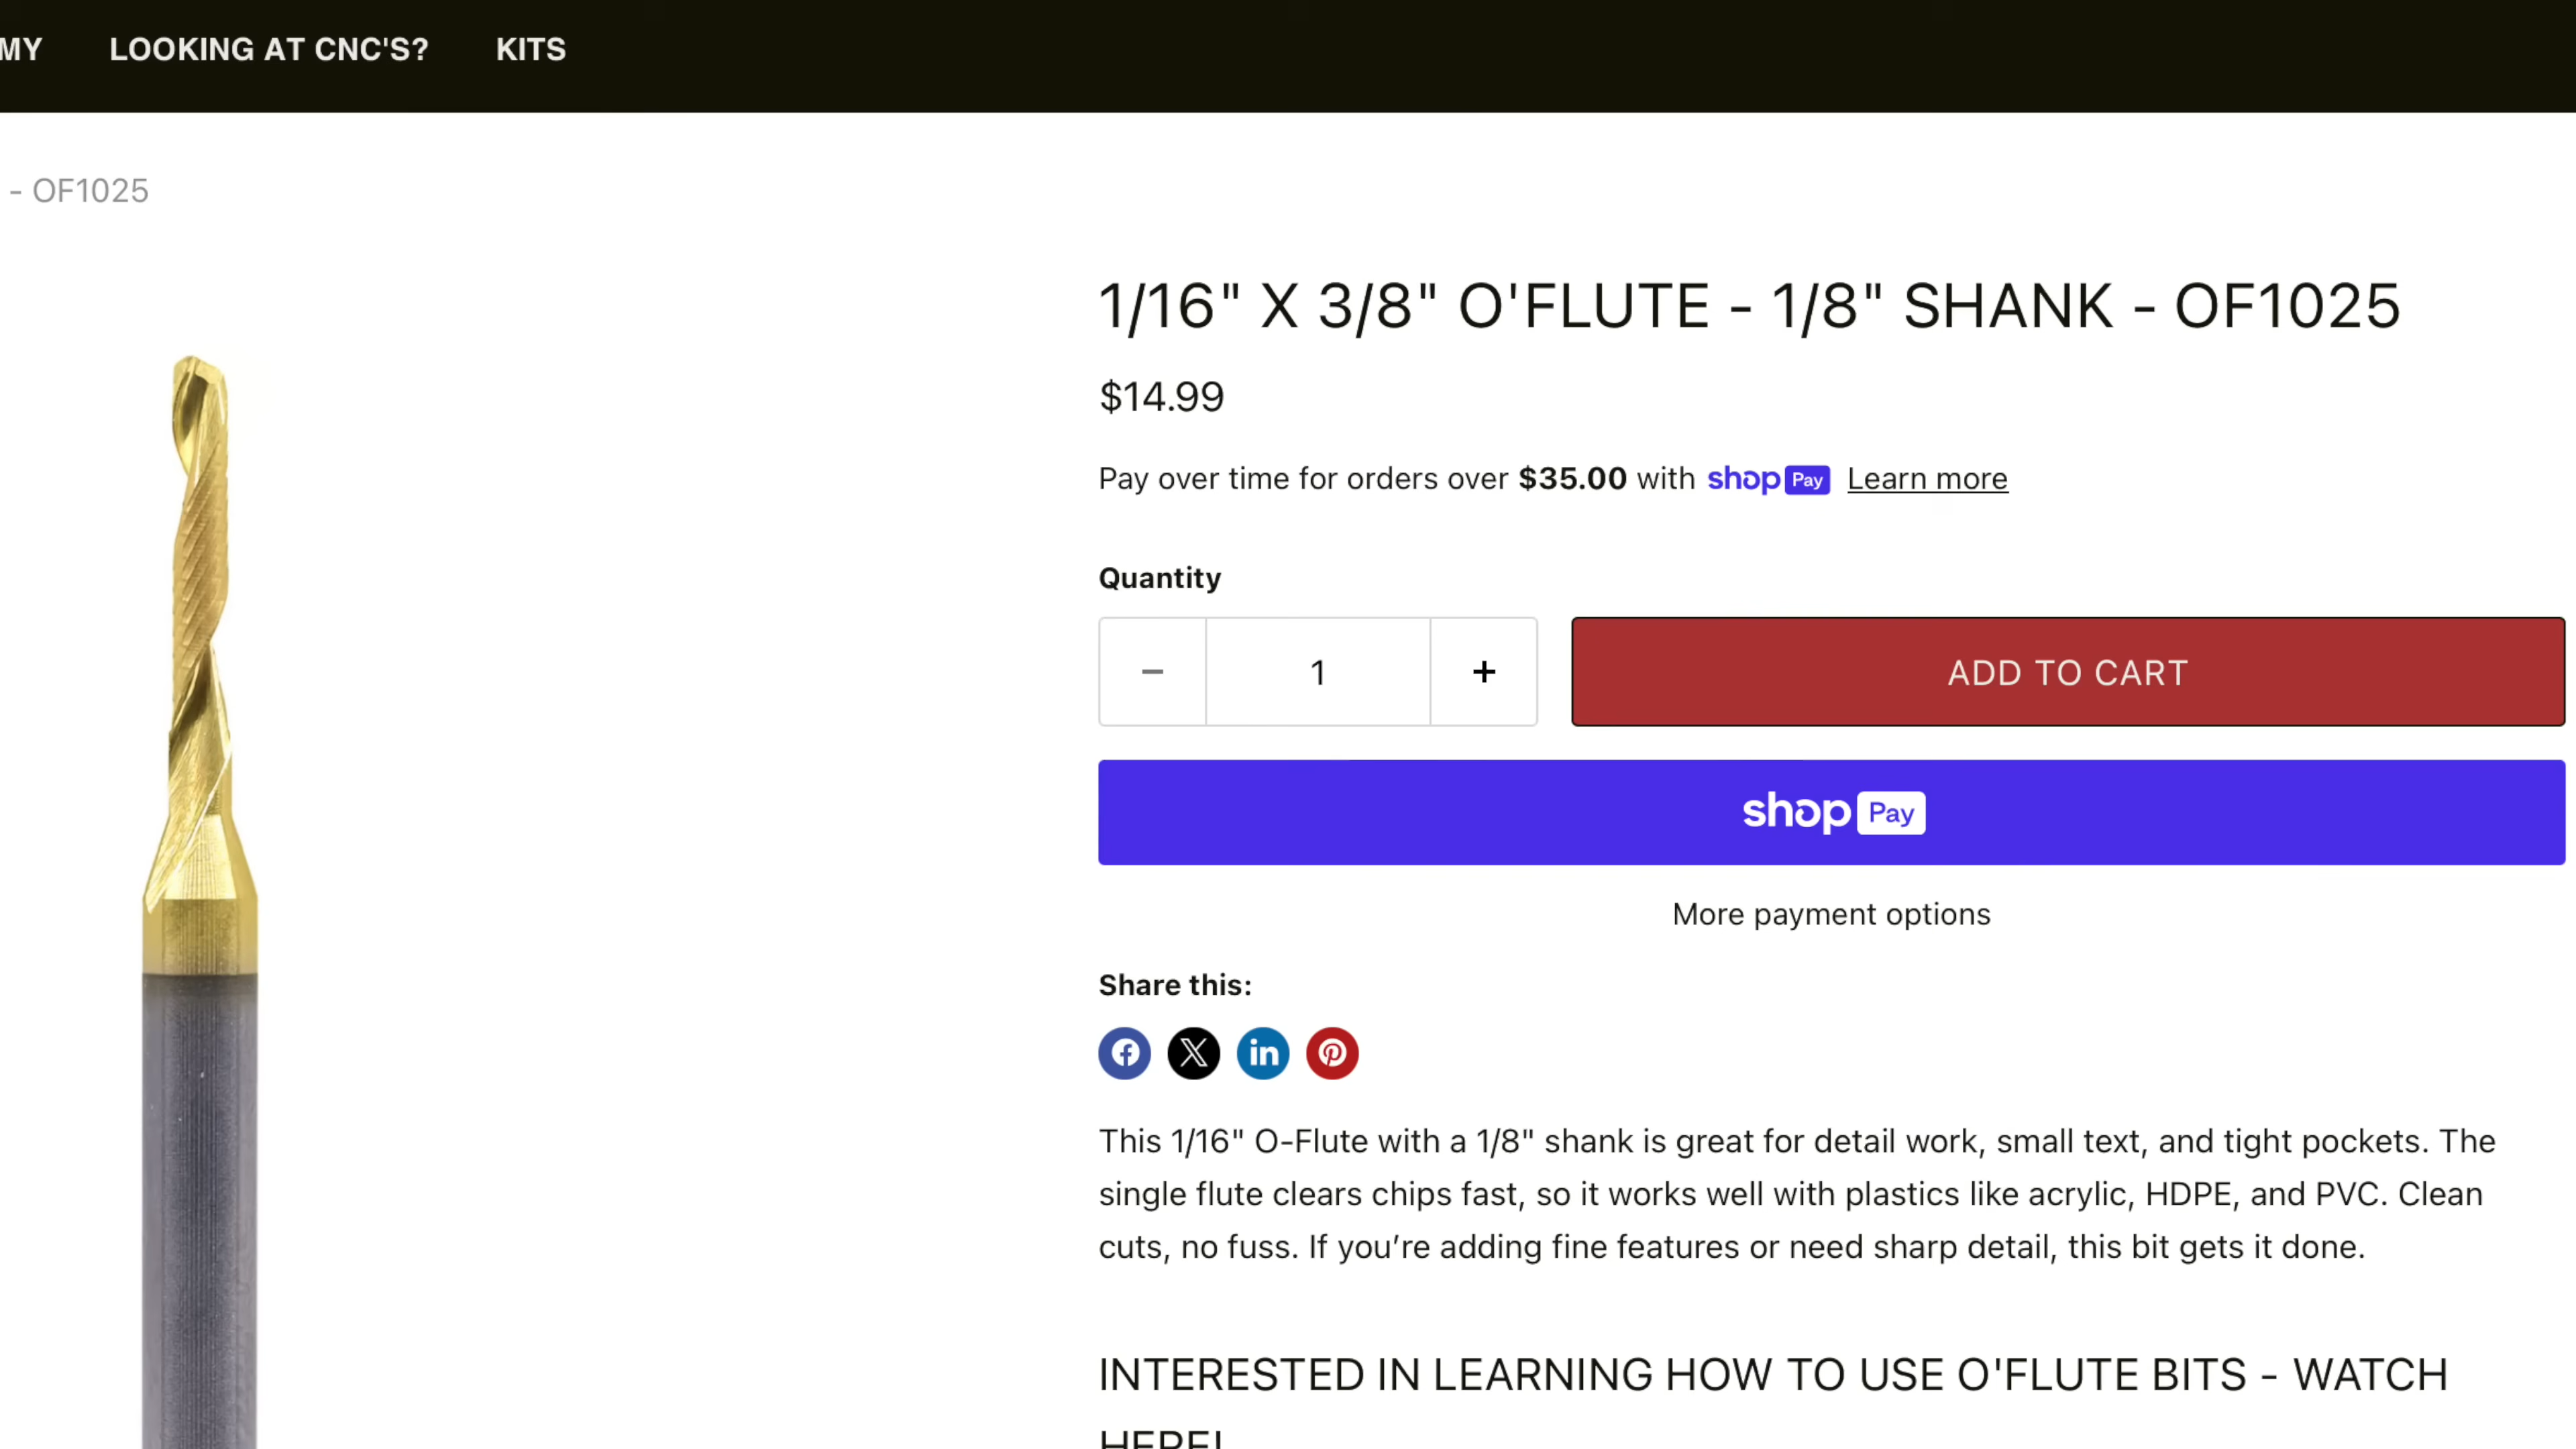 MY LOOKING AT CNC'S? KITS
- OF1025
1/16" X 3/8" O'FLUTE - 1/8" SHANK - OF1025
$14.99
Pay over time for orders over $35.00 with shop Pay Learn more
Quantity
− 1 + ADD TO CART
shop Pay
More payment options
Share this:
This 1/16" O-Flute with a 1/8" shank is great for detail work, small text, and tight pockets. The
single flute clears chips fast, so it works well with plastics like acrylic, HDPE, and PVC. Clean
cuts, no fuss. If you’re adding fine features or need sharp detail, this bit gets it done.
INTERESTED IN LEARNING HOW TO USE O'FLUTE BITS - WATCH
HERE!